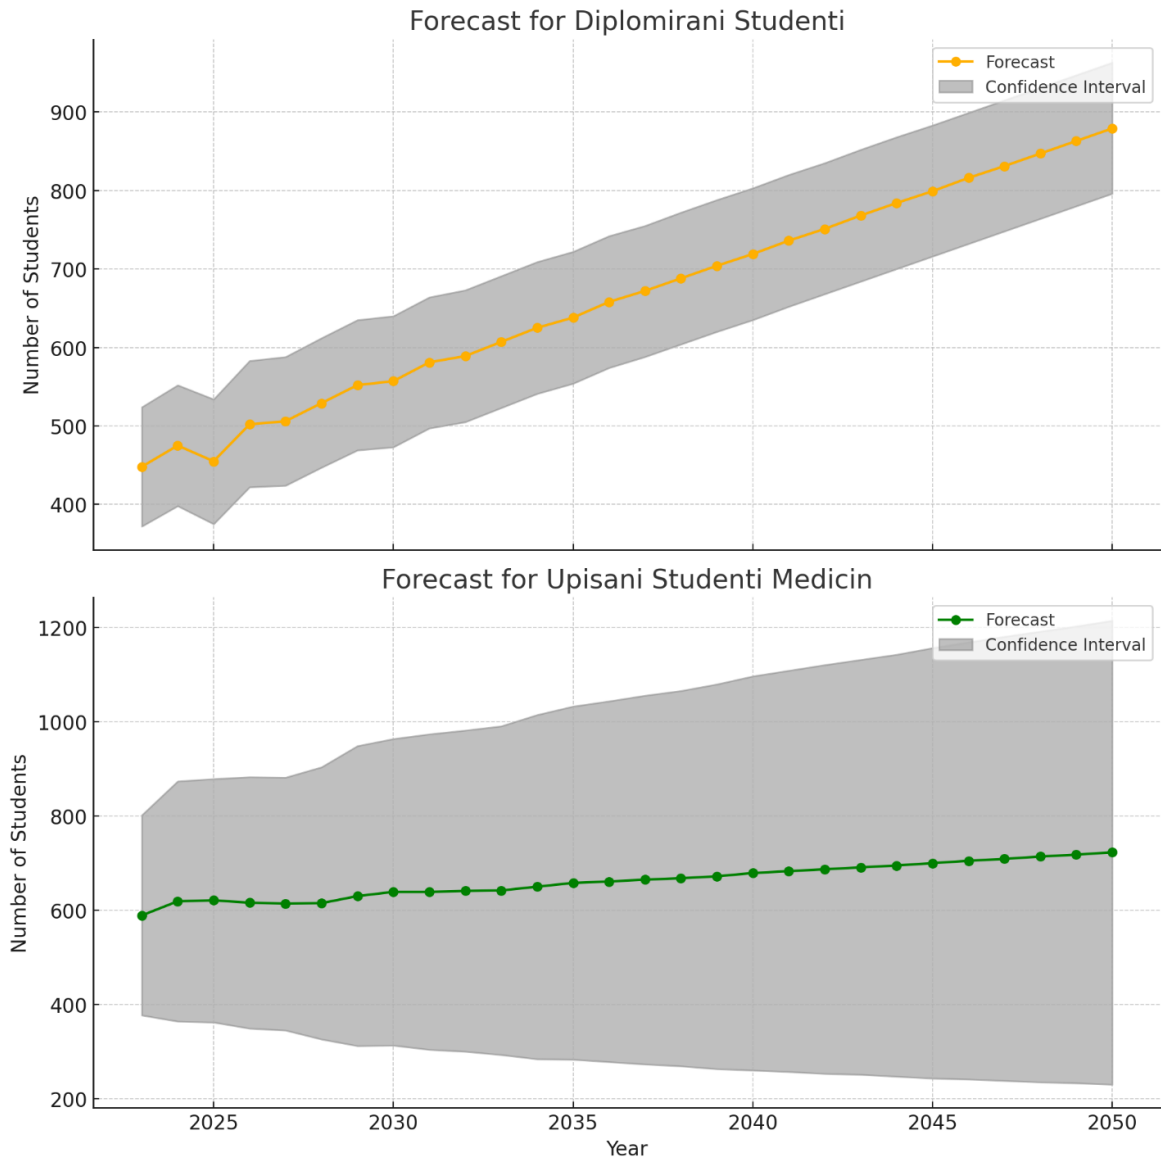 Forecast for Diplomirani Studenti
Forecast
Confidence Interval
Number of Students
900
800
700
600
500
400
Forecast for Upisani Studenti Medicin
Forecast
Confidence Interval
Number of Students
1200
1000
800
600
400
200
2025 2030 2035 2040 2045 2050
Year